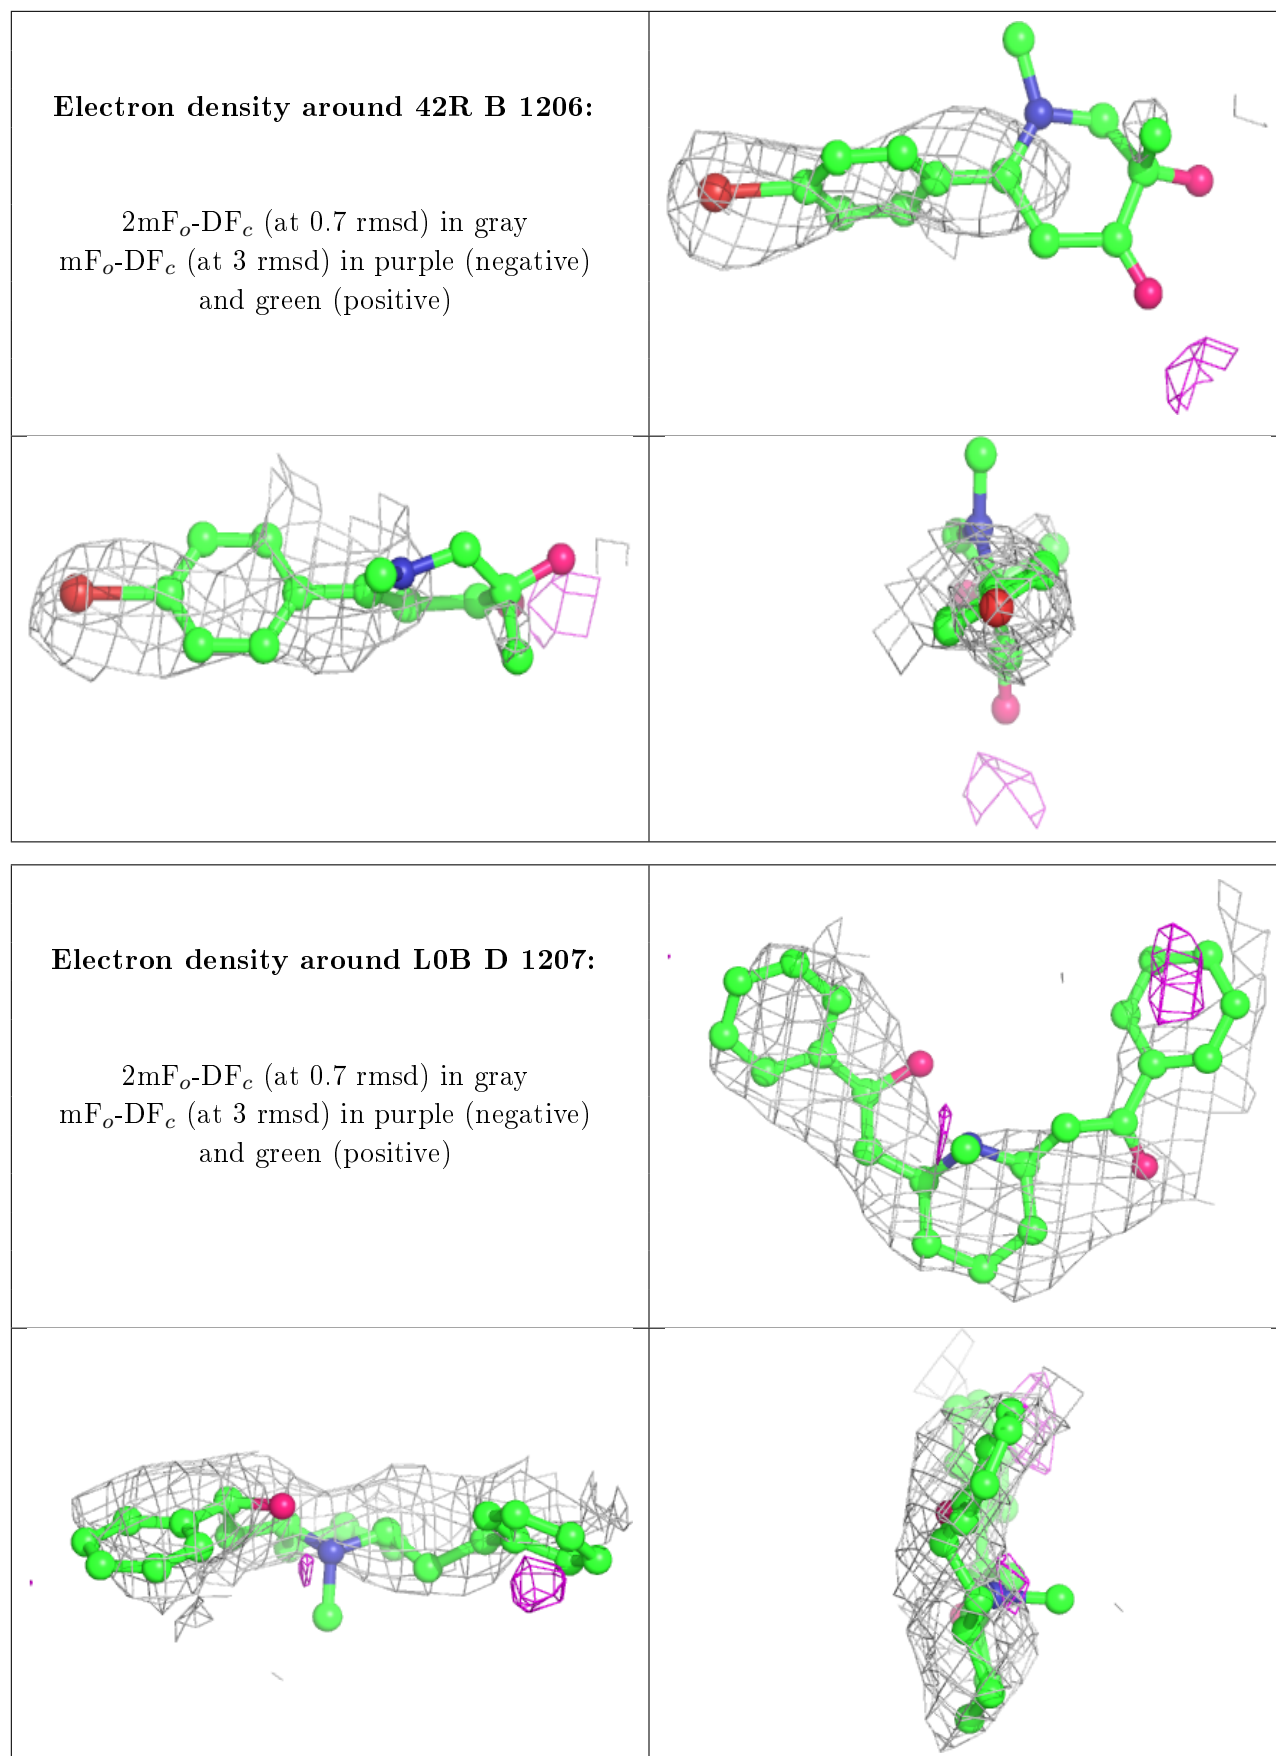 Electron density around 42R B 1206:
2mFo-DFc (at 0.7 rmsd) in gray
mFo-DFc (at 3 rmsd) in purple (negative)
and green (positive)
Electron density around L0B D 1207:
2mFo-DFc (at 0.7 rmsd) in gray
mFo-DFc (at 3 rmsd) in purple (negative)
and green (positive)